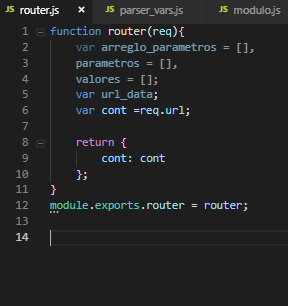 JS router.js × JS parser_vars.js JS modulo.js
1 function router(req){
2 var arreglo_parametros = [],
3 parametros = [],
4 valores = [];
5 var url_data;
6 var cont =req.url;
7
8 return {
9 cont: cont
10 };
11 }
12 module.exports.router = router;
13
14